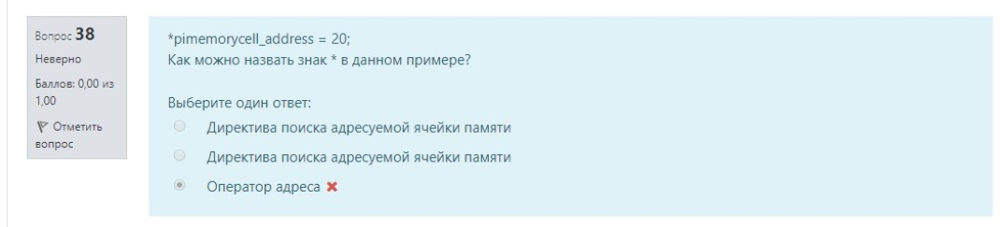 Вопрос 38
Неверно
Баллов: 0,00 из
1,00
Отметить
вопрос
*pimemorycell_address = 20;
Как можно назвать знак * в данном примере?
Выберите один ответ:
Директива поиска адресуемой ячейки памяти
Директива поиска адресуемой ячейки памяти
Оператор адреса